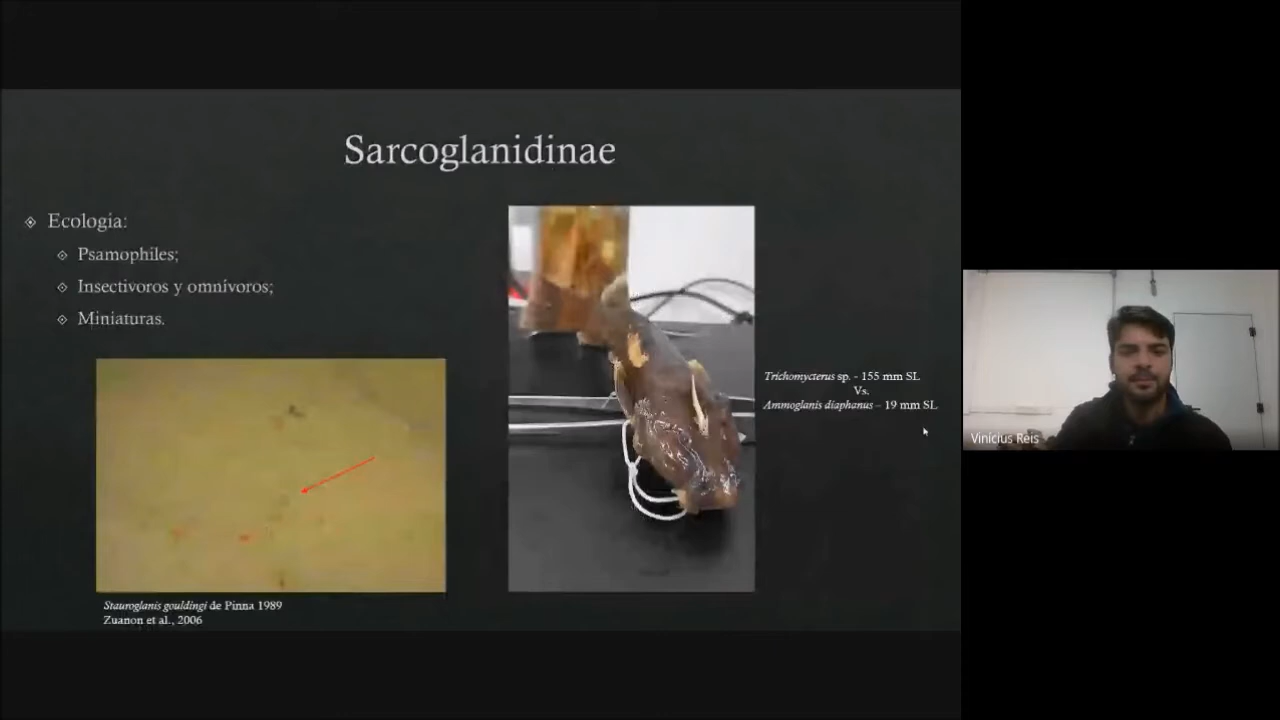 Sarcoglanidinae
Ecologia:
Psamophiles;
Insectivoros y omnívoros;
Miniaturas.
Trichomycterus sp. - 155 mm SL
Vs.
Ammoglanis diaphanus – 19 mm SL
Vinícius Reis
Stauroglanis gouldingi de Pinna 1989
Zuanon et al., 2006